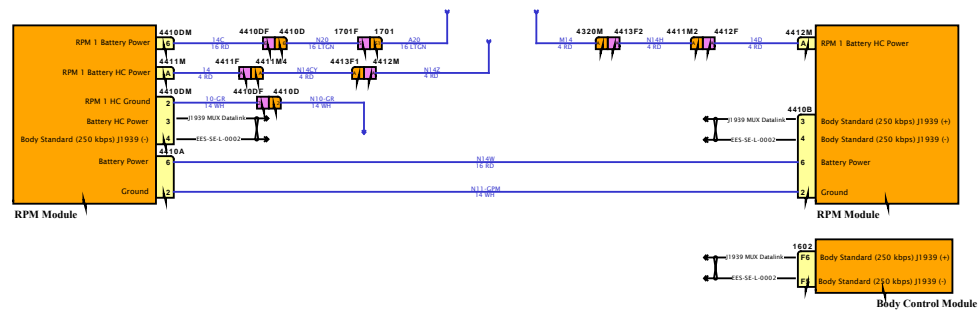 4410DM 4410DF 4410D 1701F 1701 4320M 4413F2 4411M2 4412F 4412M
RPM 1 Battery Power 6 14C N20 A20 M14 N14H 14D A RPM 1 HC Battery Power
16 RD 16 LTGN 16 LTGN 4 RD 4 RD 4 RD
4411M 4411F 4411M4 4413F1 4412M
RPM 1 Battery HC Power A 14 N14CY N14Z
4 RD 4 RD 4 RD
4410DM 4410DF 4410D
RPM 1 HC Ground 2 10-GR N10-GR
14 WH 14 WH
4410B
Battery HC Power 3 J1939 MUX Datalink J1939 MUX Datalink 3 Body Standard (250 kbps) J1939 (+)
Body Standard (250 kbps) J1939 (-) 4 EES-SE-L-0002 EES-SE-L-0002 4 Body Standard (250 kbps) J1939 (-)
4410A
Battery Power 6 N14W 6 Battery Power
16 RD
Ground 2 N11-GPM 2 Ground
14 WH
RPM Module RPM Module
1602
J1939 MUX Datalink F6 Body Standard (250 kbps) J1939 (+)
EES-SE-L-0002 Body Standard (250 kbps) J1939 (-)
Body Control Module